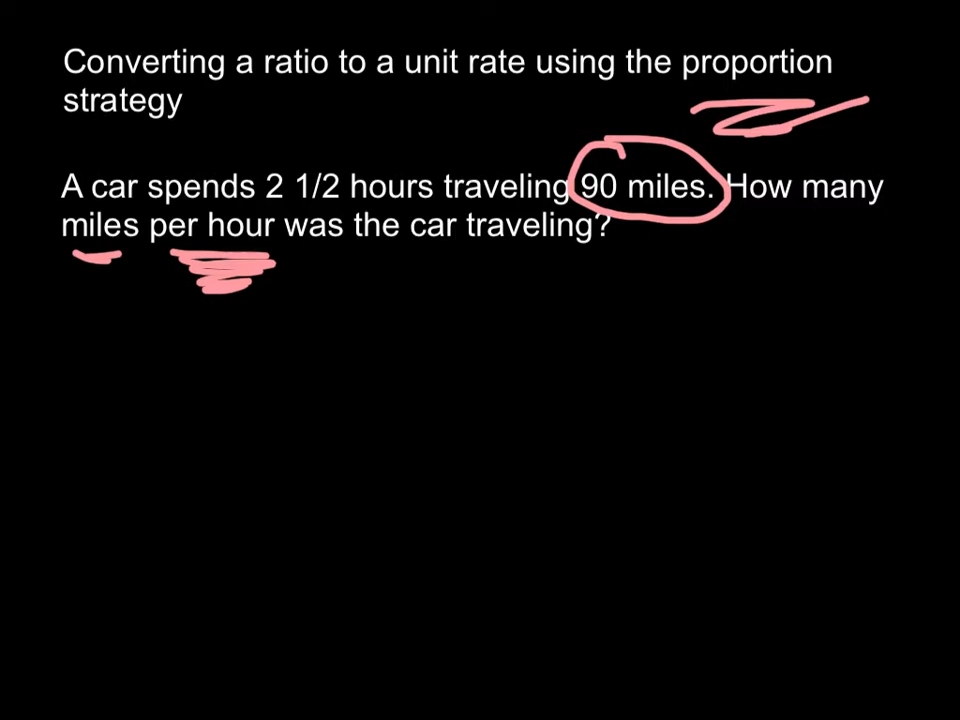 Converting a ratio to a unit rate using the proportion
strategy
A car spends 2 1/2 hours traveling 90 miles. How many
miles per hour was the car traveling?